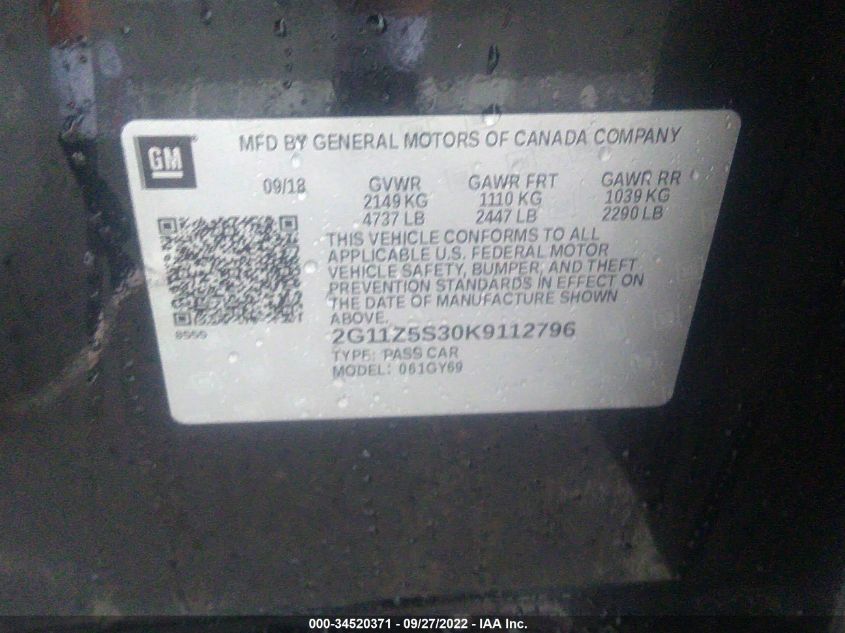 GM
MFD BY GENERAL MOTORS OF CANADA COMPANY
09/18 GVWR GAWR FRT GAWR RR
2149 KG 1110 KG 1039 KG
4737 LB 2447 LB 2290 LB
THIS VEHICLE CONFORMS TO ALL
APPLICABLE U.S. FEDERAL MOTOR
VEHICLE SAFETY, BUMPER, AND THEFT
PREVENTION STANDARDS IN EFFECT ON
THE DATE OF MANUFACTURE SHOWN
ABOVE.
2G11Z5S30K9112796
TYPE: PASS CAR
MODEL: 061GY69
000-34520371 - 09/27/2022 - IAA Inc.